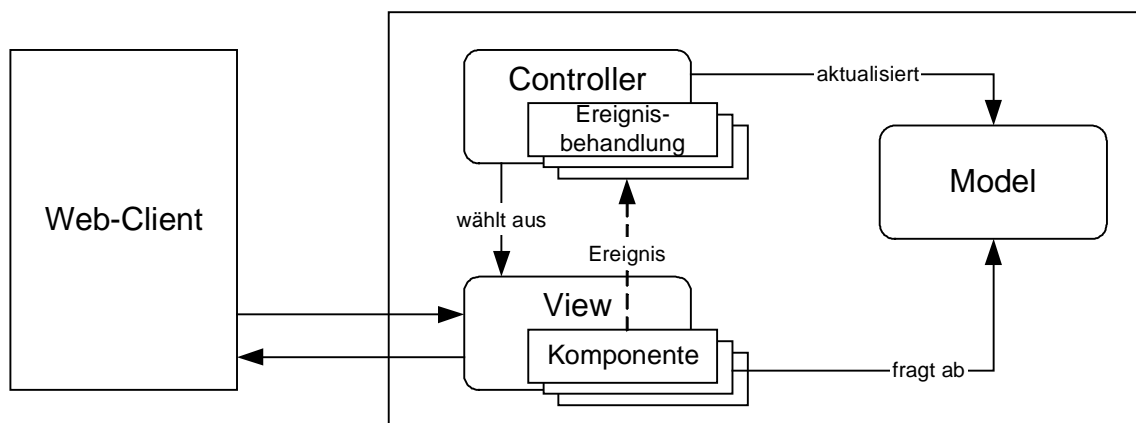 Controller
aktualisiert
Ereignis-
behandlung
Model
Web-Client
wählt aus
Ereignis
View
Komponente
fragt ab